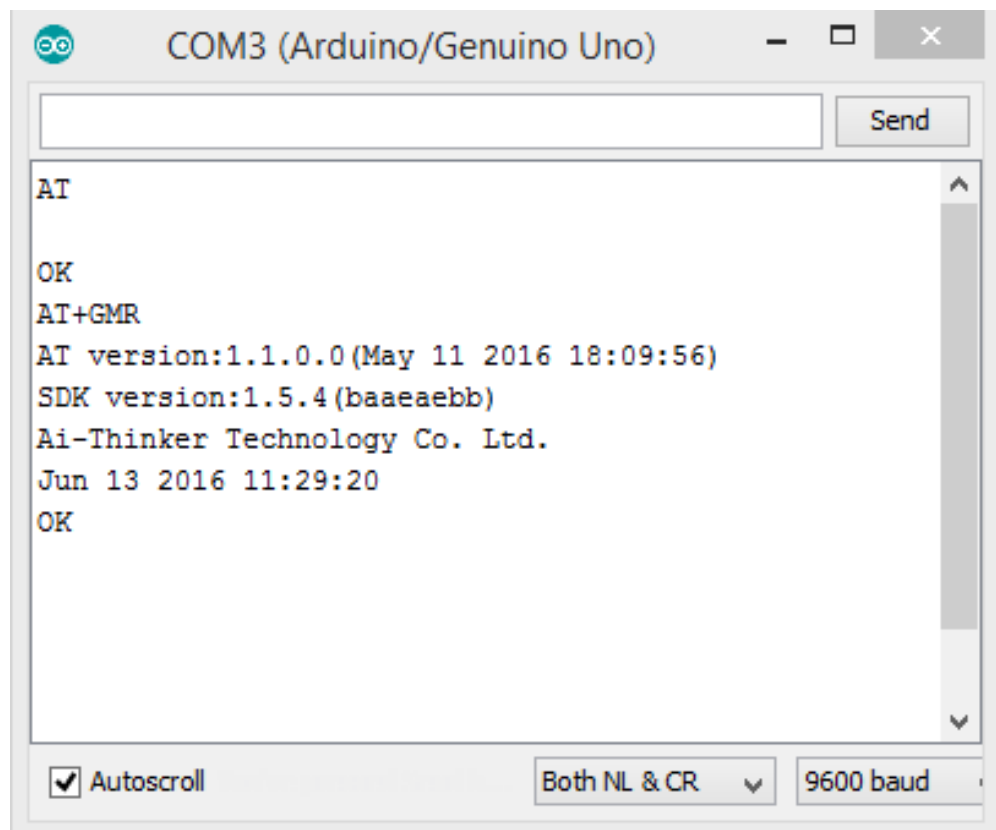 COM3 (Arduino/Genuino Uno)
Send
AT
OK
AT+GMR
AT version:1.1.0.0(May 11 2016 18:09:56)
SDK version:1.5.4(baaeaebb)
Ai-Thinker Technology Co. Ltd.
Jun 13 2016 11:29:20
OK
Autoscroll
Both NL & CR
9600 baud